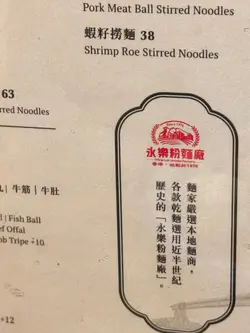 Pork Meat Ball Stirred Noodles
蝦籽撈麵 38
Shrimp Roe Stirred Noodles
63
irred Noodles
牛筋 | 牛肚
| Fish Ball
ef Offal
ob Tripe +10
+12
永樂粉麵廠
麵家嚴選本地麵商,
各款乾麵選用近半世紀
歷史的「永樂粉麵廠」。